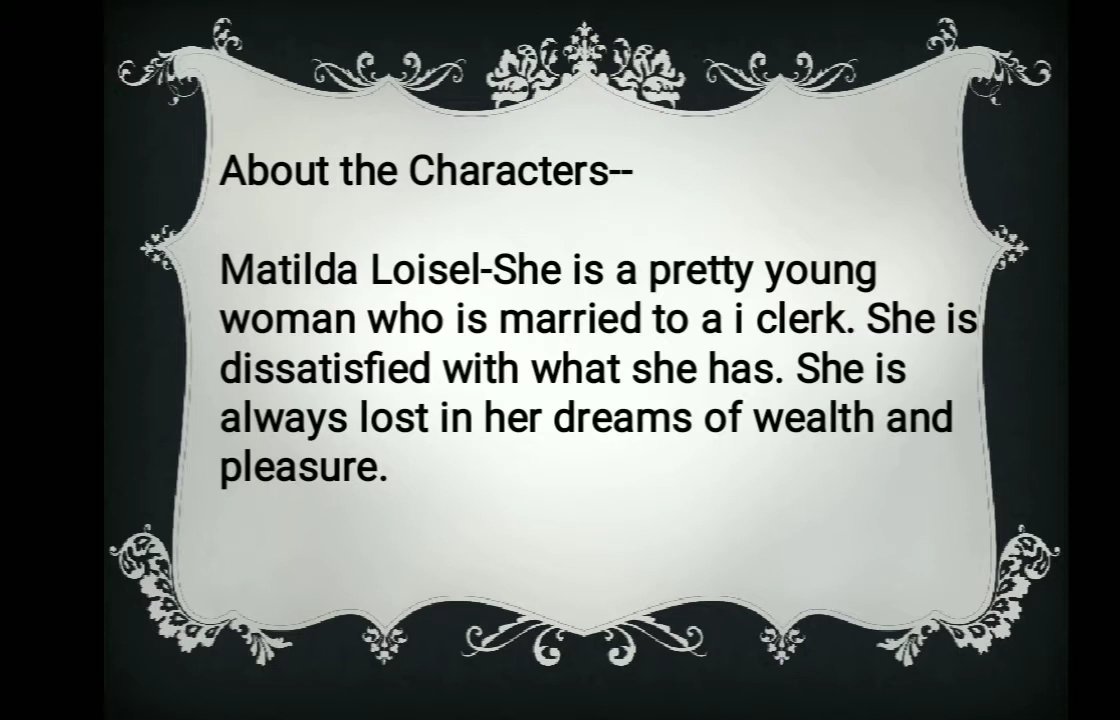 About the Characters--
Matilda Loisel-She is a pretty young
woman who is married to a i clerk. She is
dissatisfied with what she has. She is
always lost in her dreams of wealth and
pleasure.